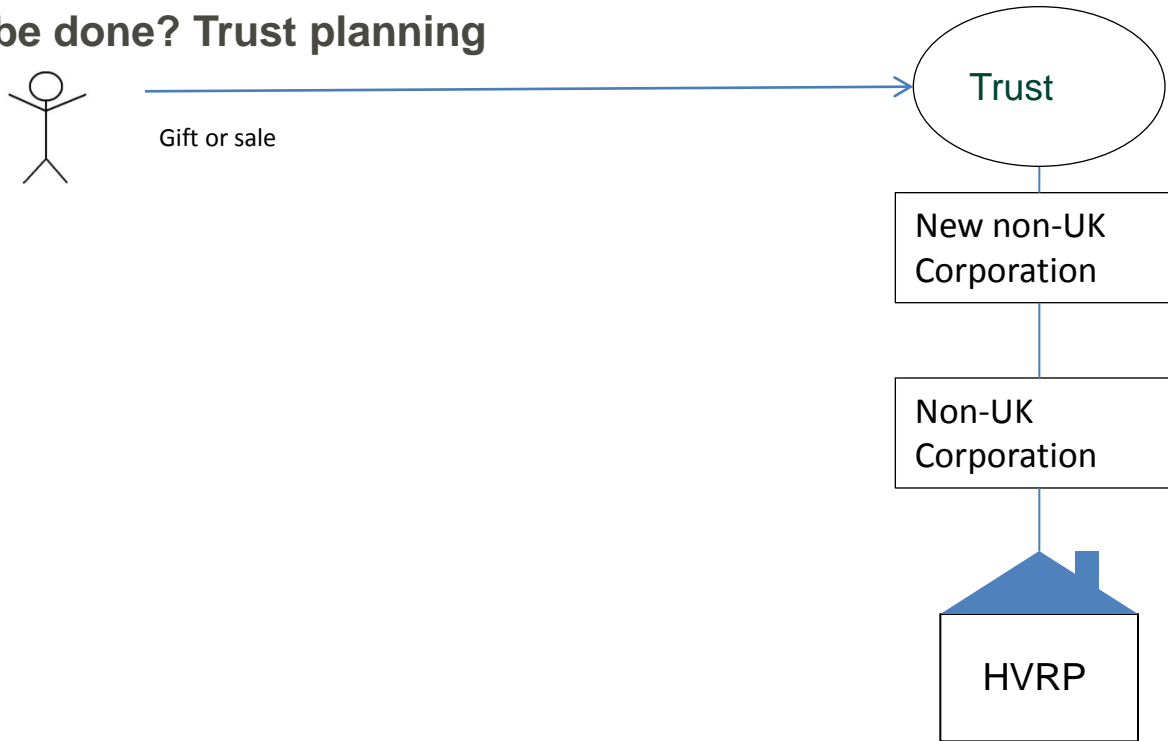 be done? Trust planning
Trust
Gift or sale
New non-UK
Corporation
Non-UK
Corporation
HVRP